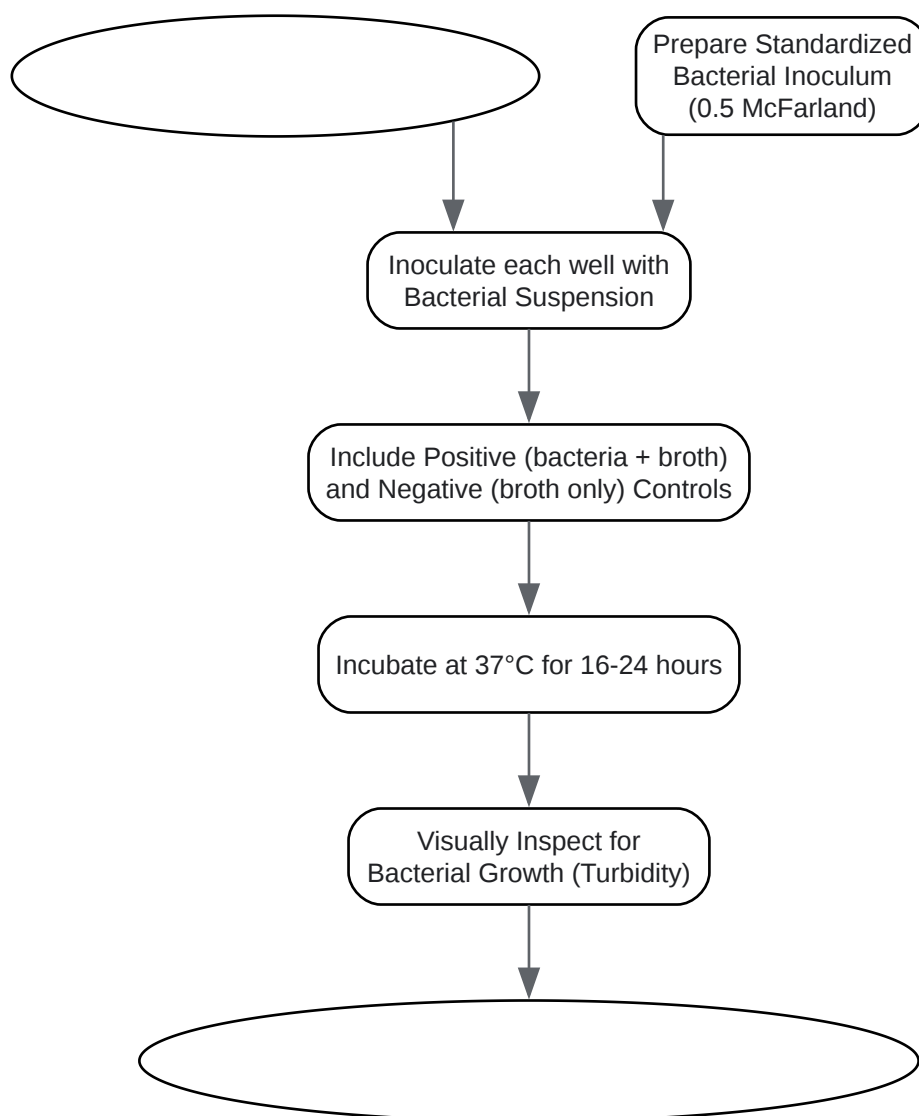 Prepare Standardized
Bacterial Inoculum
(0.5 McFarland)
Inoculate each well with
Bacterial Suspension
Include Positive (bacteria + broth)
and Negative (broth only) Controls
Incubate at 37°C for 16-24 hours
Visually Inspect for
Bacterial Growth (Turbidity)